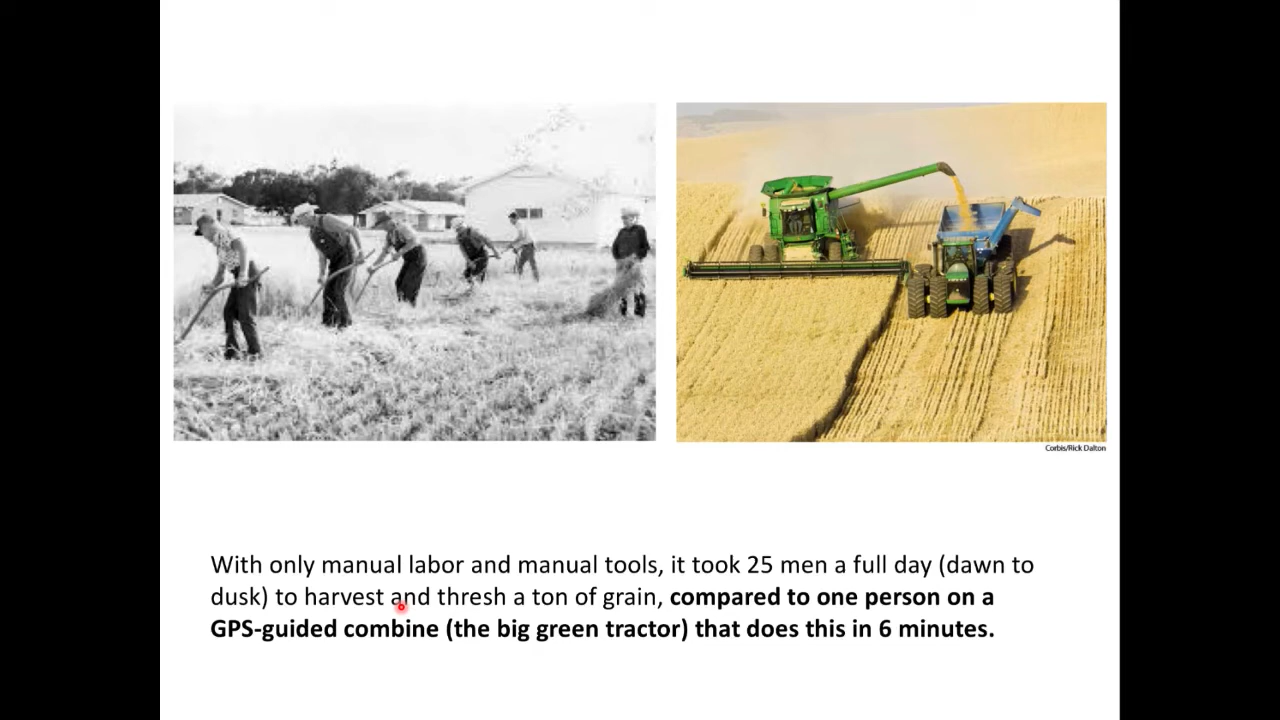 Corbis/Rick Dalton
With only manual labor and manual tools, it took 25 men a full day (dawn to
dusk) to harvest and thresh a ton of grain, compared to one person on a
GPS-guided combine (the big green tractor) that does this in 6 minutes.